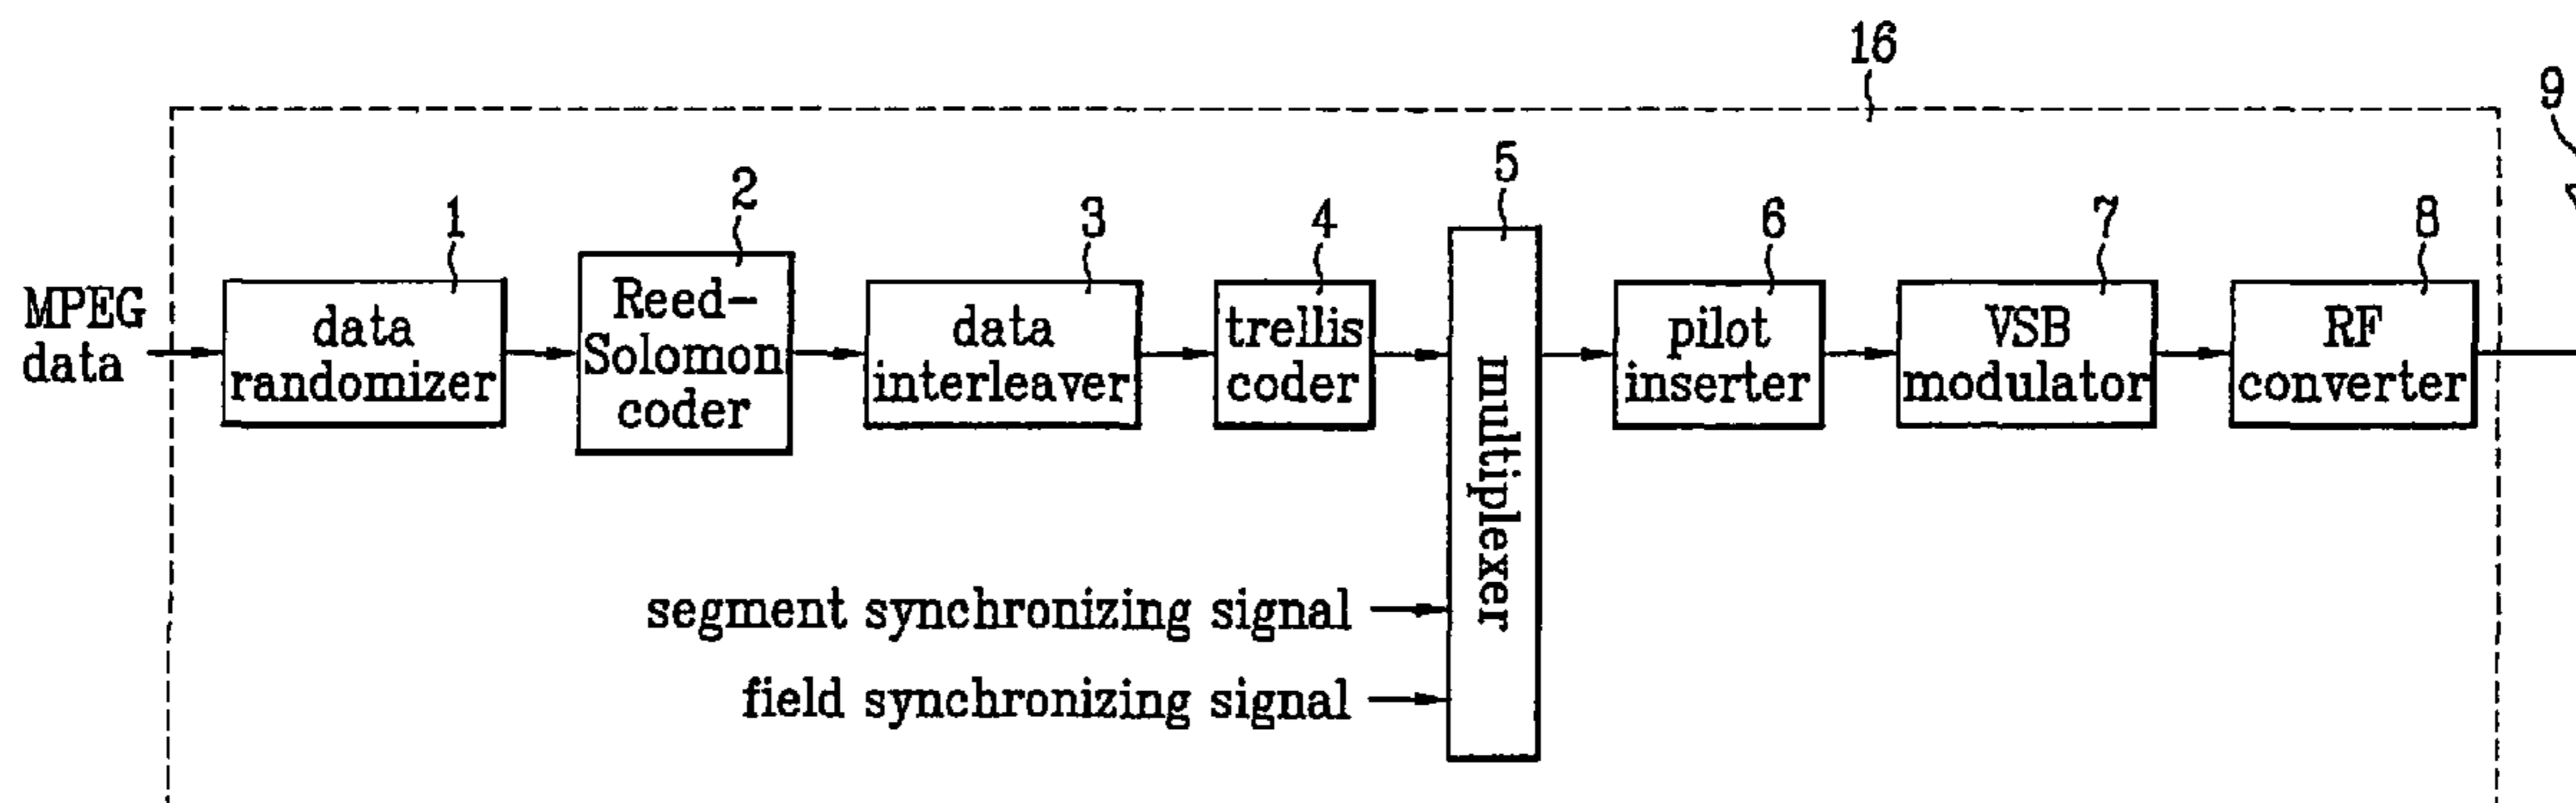 16
9
1
2
3
4
5
6
7
8
MPEG
data
data
randomizer
Reed-
Solomon
coder
data
interleaver
trellis
coder
multiplexer
pilot
inserter
VSB
modulator
RF
converter
segment synchronizing signal
field synchronizing signal